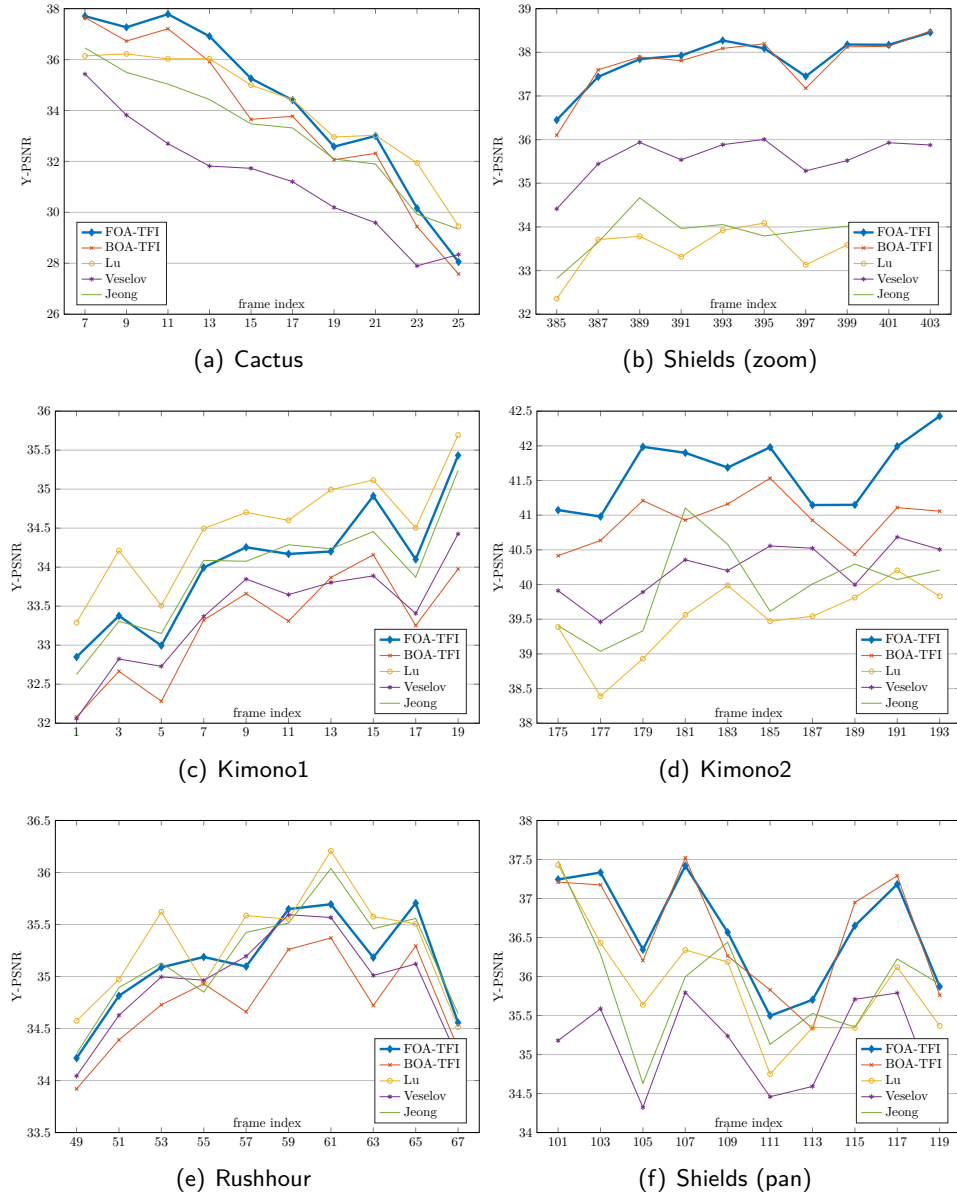 38
36
34
32
30
28
26
Y-PSNR
FOA-TFI
BOA-TFI
Lu
Veselov
Jeong
frame index
7 9 11 13 15 17 19 21 23 25
(a) Cactus
39
38
37
36
35
34
33
32
Y-PSNR
FOA-TFI
BOA-TFI
Lu
Veselov
Jeong
frame index
385 387 389 391 393 395 397 399 401 403
(b) Shields (zoom)
36
35.5
35
34.5
34
33.5
33
32.5
32
Y-PSNR
FOA-TFI
BOA-TFI
Lu
Veselov
Jeong
frame index
1 3 5 7 9 11 13 15 17 19
(c) Kimono1
42.5
42
41.5
41
40.5
40
39.5
39
38.5
38
Y-PSNR
FOA-TFI
BOA-TFI
Lu
Veselov
Jeong
frame index
175 177 179 181 183 185 187 189 191 193
(d) Kimono2
36.5
36
35.5
35
34.5
34
33.5
Y-PSNR
FOA-TFI
BOA-TFI
Lu
Veselov
Jeong
frame index
49 51 53 55 57 59 61 63 65 67
(e) Rushhour
38
37.5
37
36.5
36
35.5
35
34.5
34
Y-PSNR
FOA-TFI
BOA-TFI
Lu
Veselov
Jeong
frame index
101 103 105 107 109 111 113 115 117 119
(f) Shields (pan)